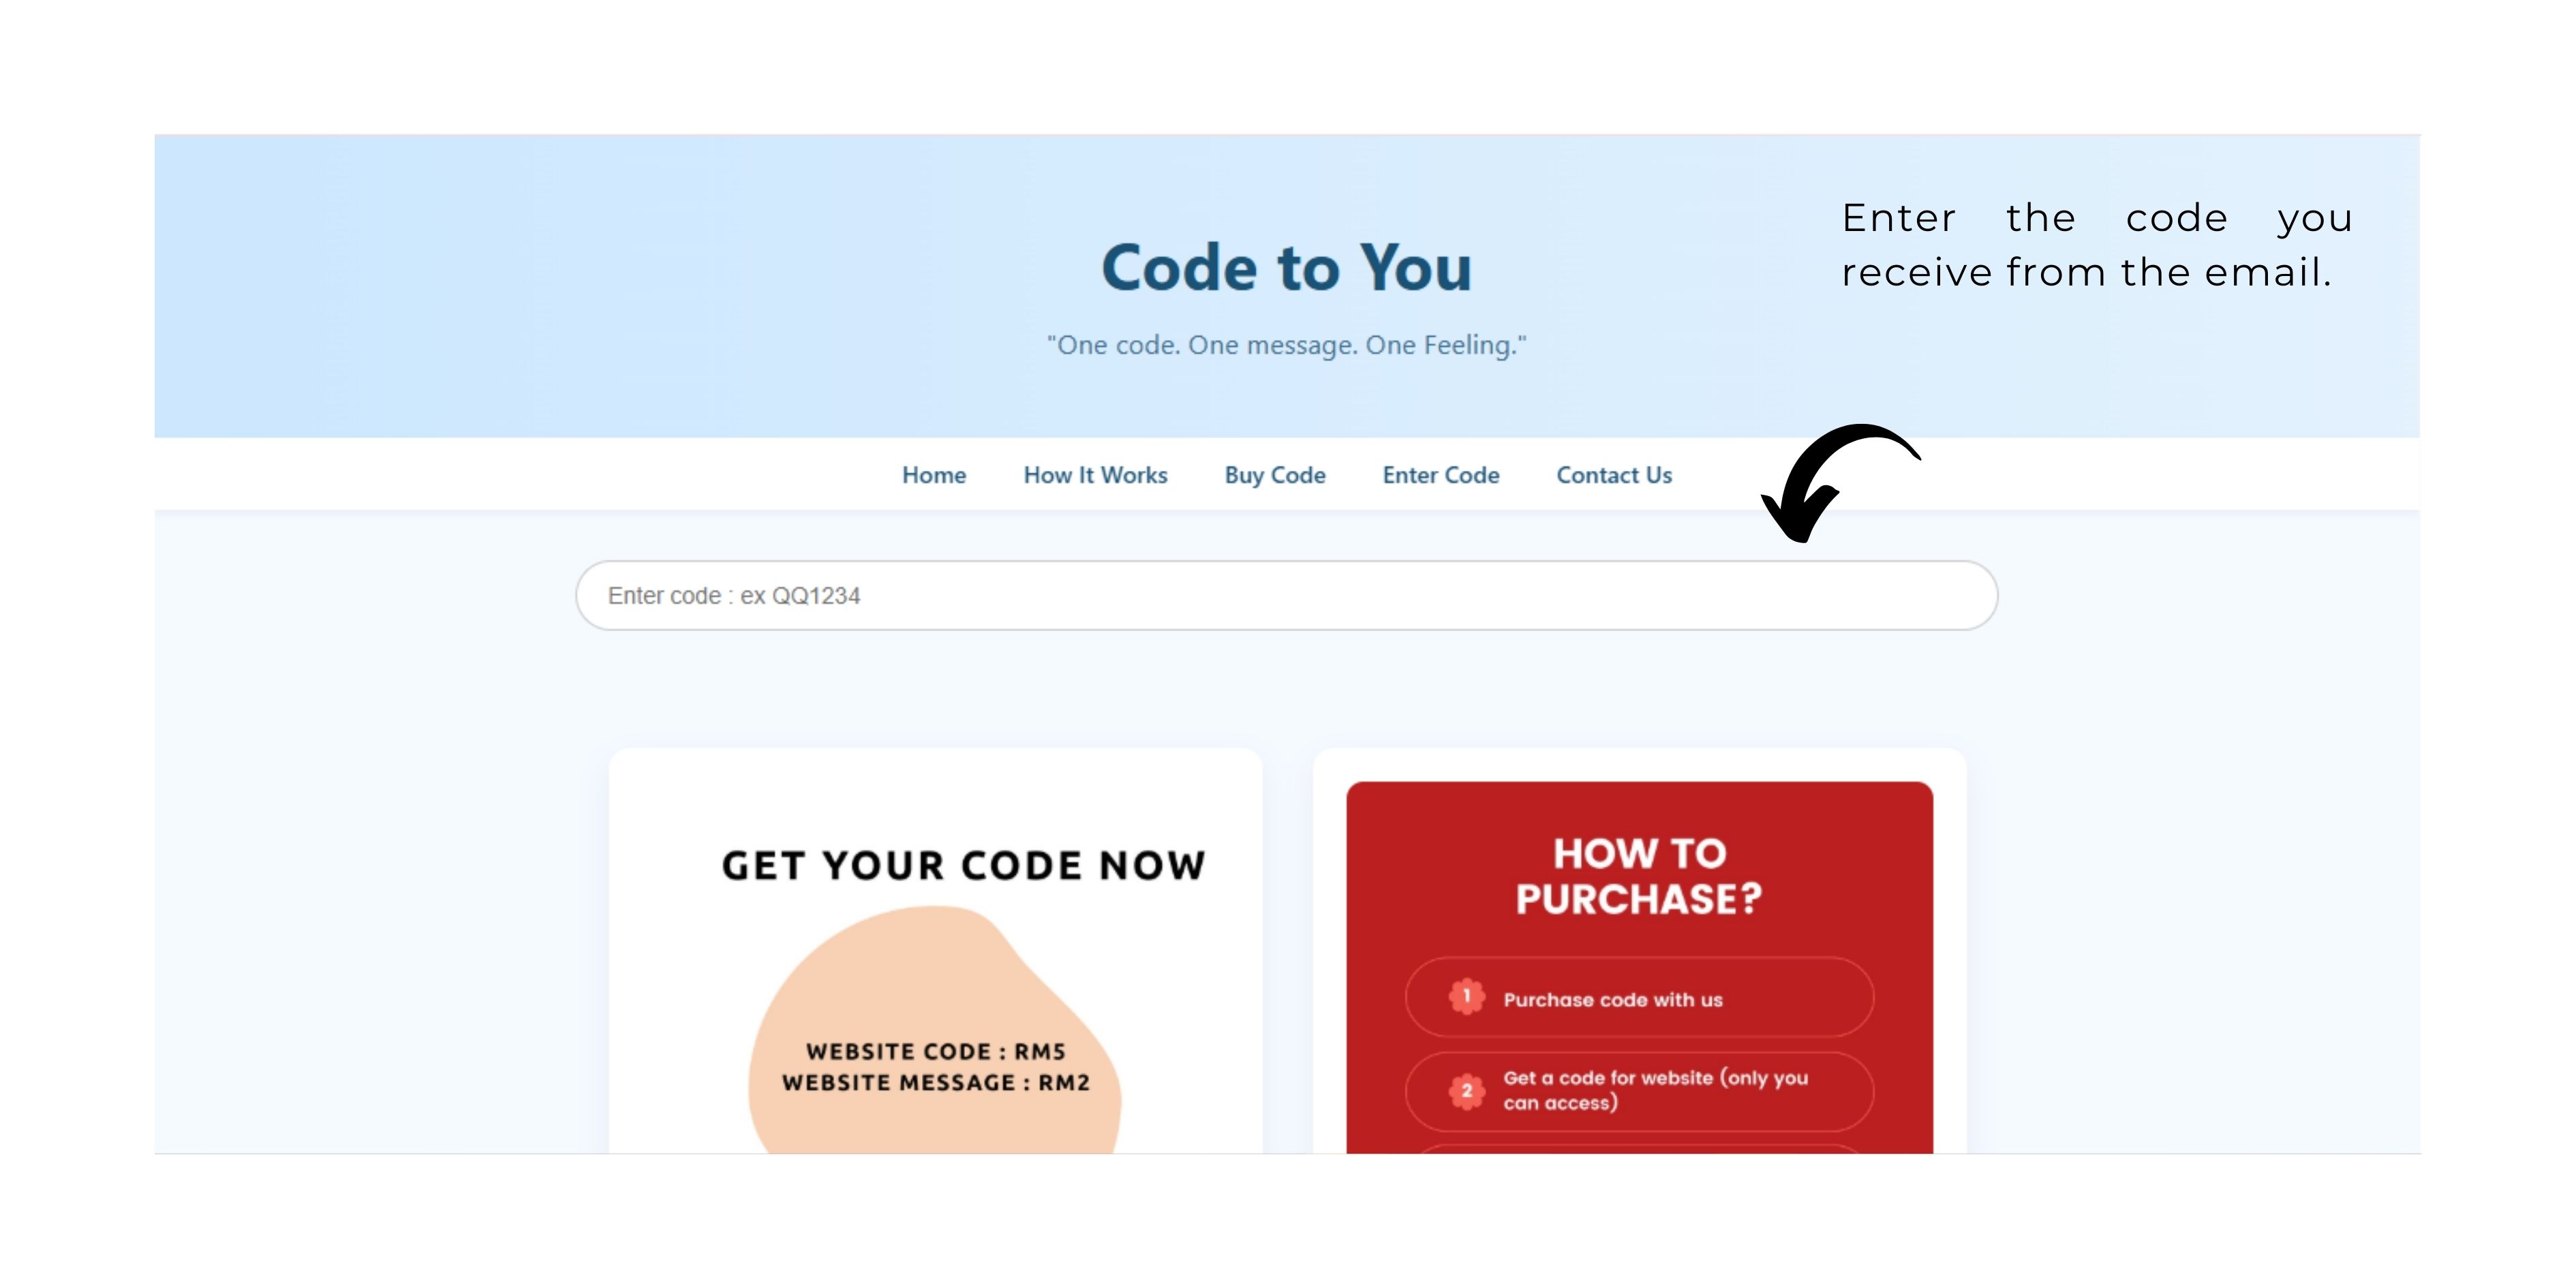 Code to You
"One code. One message. One Feeling."
Enter the code you
receive from the email.
Home How It Works Buy Code Enter Code Contact Us
Enter code : ex QQ1234
GET YOUR CODE NOW
WEBSITE CODE : RM5
WEBSITE MESSAGE : RM2
HOW TO
PURCHASE?
1 Purchase code with us
2 Get a code for website (only you
can access)